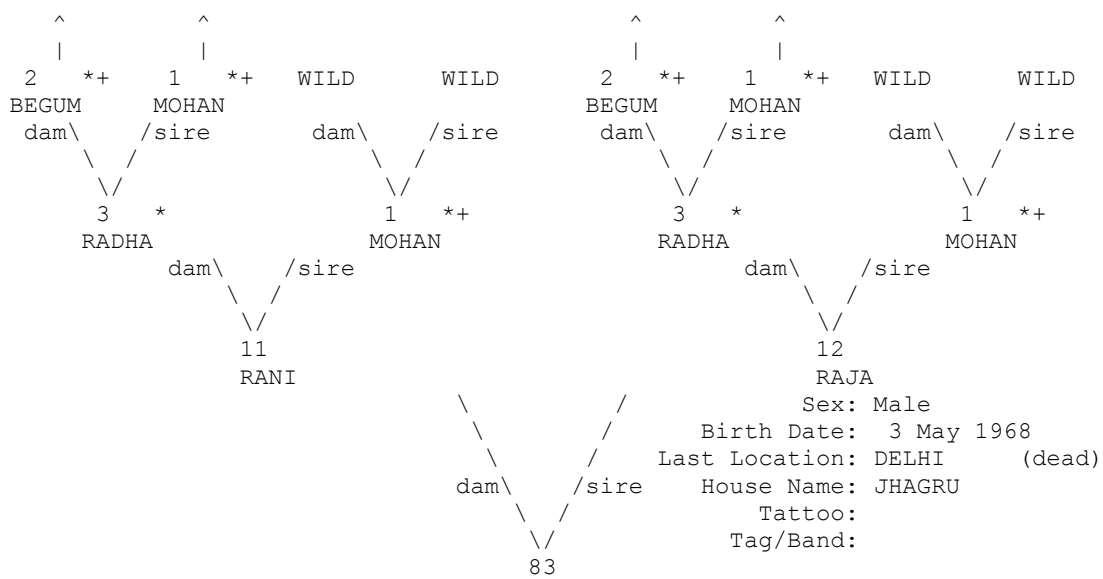 ^         ^                             ^         ^
    |         |                             |         |
 2   *+    1   *+   WILD      WILD       2   *+    1   *+   WILD      WILD
BEGUM     MOHAN                         BEGUM     MOHAN
 dam\     /sire     dam\     /sire       dam\     /sire     dam\     /sire
     \   /              \   /                \   /              \   /
      \/                 \/                   \/                 \/
      3   *               1   *+              3   *               1   *+
     RADHA               MOHAN               RADHA               MOHAN
           dam\    /sire                           dam\    /sire
               \  /                                    \  /
                \/                                      \/
                11                                      12
                RANI                                    RAJA
                               \          /            Sex: Male
                                \        /      Birth Date:  3 May 1968
                                 \      /    Last Location: DELHI     (dead)
                               dam\    /sire    House Name: JHAGRU
                                   \  /             Tattoo:
                                    \/            Tag/Band:
                                    83